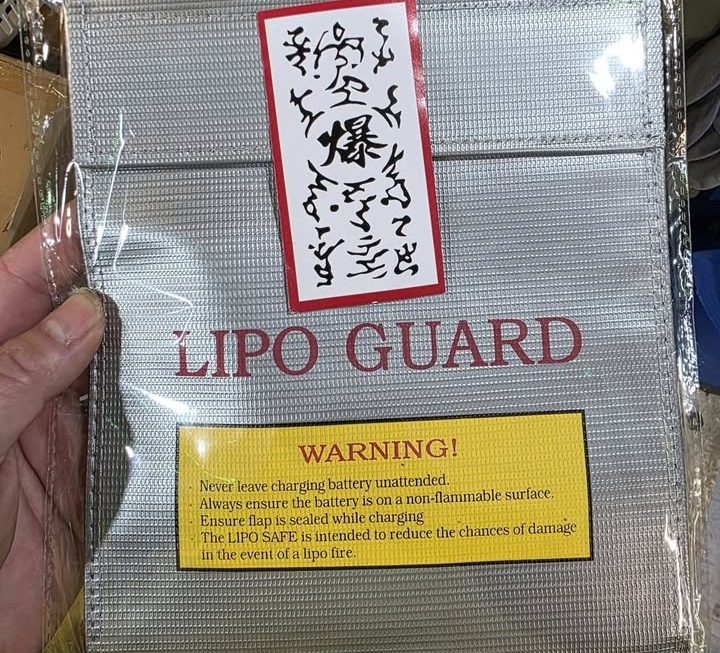 爆
LIPO GUARD
WARNING!
· Never leave charging battery unattended.
· Always ensure the battery is on a non-flammable surface.
· Ensure flap is sealed while charging
· The LIPO SAFE is intended to reduce the chances of damage
in the event of a lipo fire.